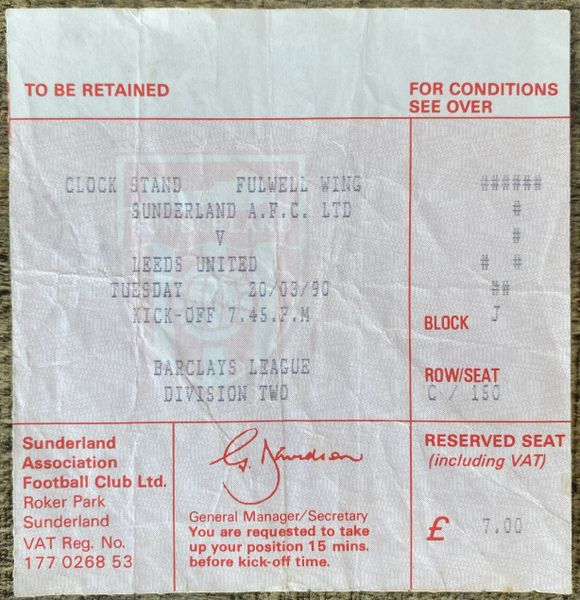 TO BE RETAINED
FOR CONDITIONS
SEE OVER
CLOCK STAND FULWELL WING
SUNDERLAND A.F.C. LTD
V
LEEDS UNITED
TUESDAY 20/03/90
KICK-OFF 7.45.P.M
BARCLAYS LEAGUE
DIVISION TWO
######
#
#
# #
##
BLOCK J
ROW/SEAT
C / 150
Sunderland
Association
Football Club Ltd.
Roker Park
Sunderland
VAT Reg. No.
177 0268 53
G. Davidson
General Manager/Secretary
You are requested to take
up your position 15 mins.
before kick-off time.
RESERVED SEAT
(including VAT)
£ 7.00